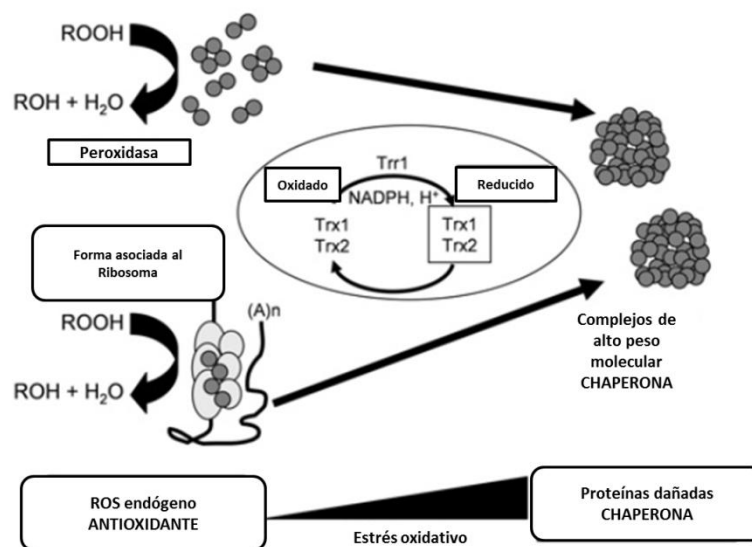 ROOH
ROH + H₂O
Peroxidasa
Trr1
Oxidado
Reducido
NADPH, H⁺
Trx1
Trx2
Trx1
Trx2
Forma asociada al
Ribosoma
ROOH
(A)n
ROH + H₂O
Complejos de
alto peso
molecular
CHAPERONA
ROS endógeno
ANTIOXIDANTE
Estrés oxidativo
Proteínas dañadas
CHAPERONA